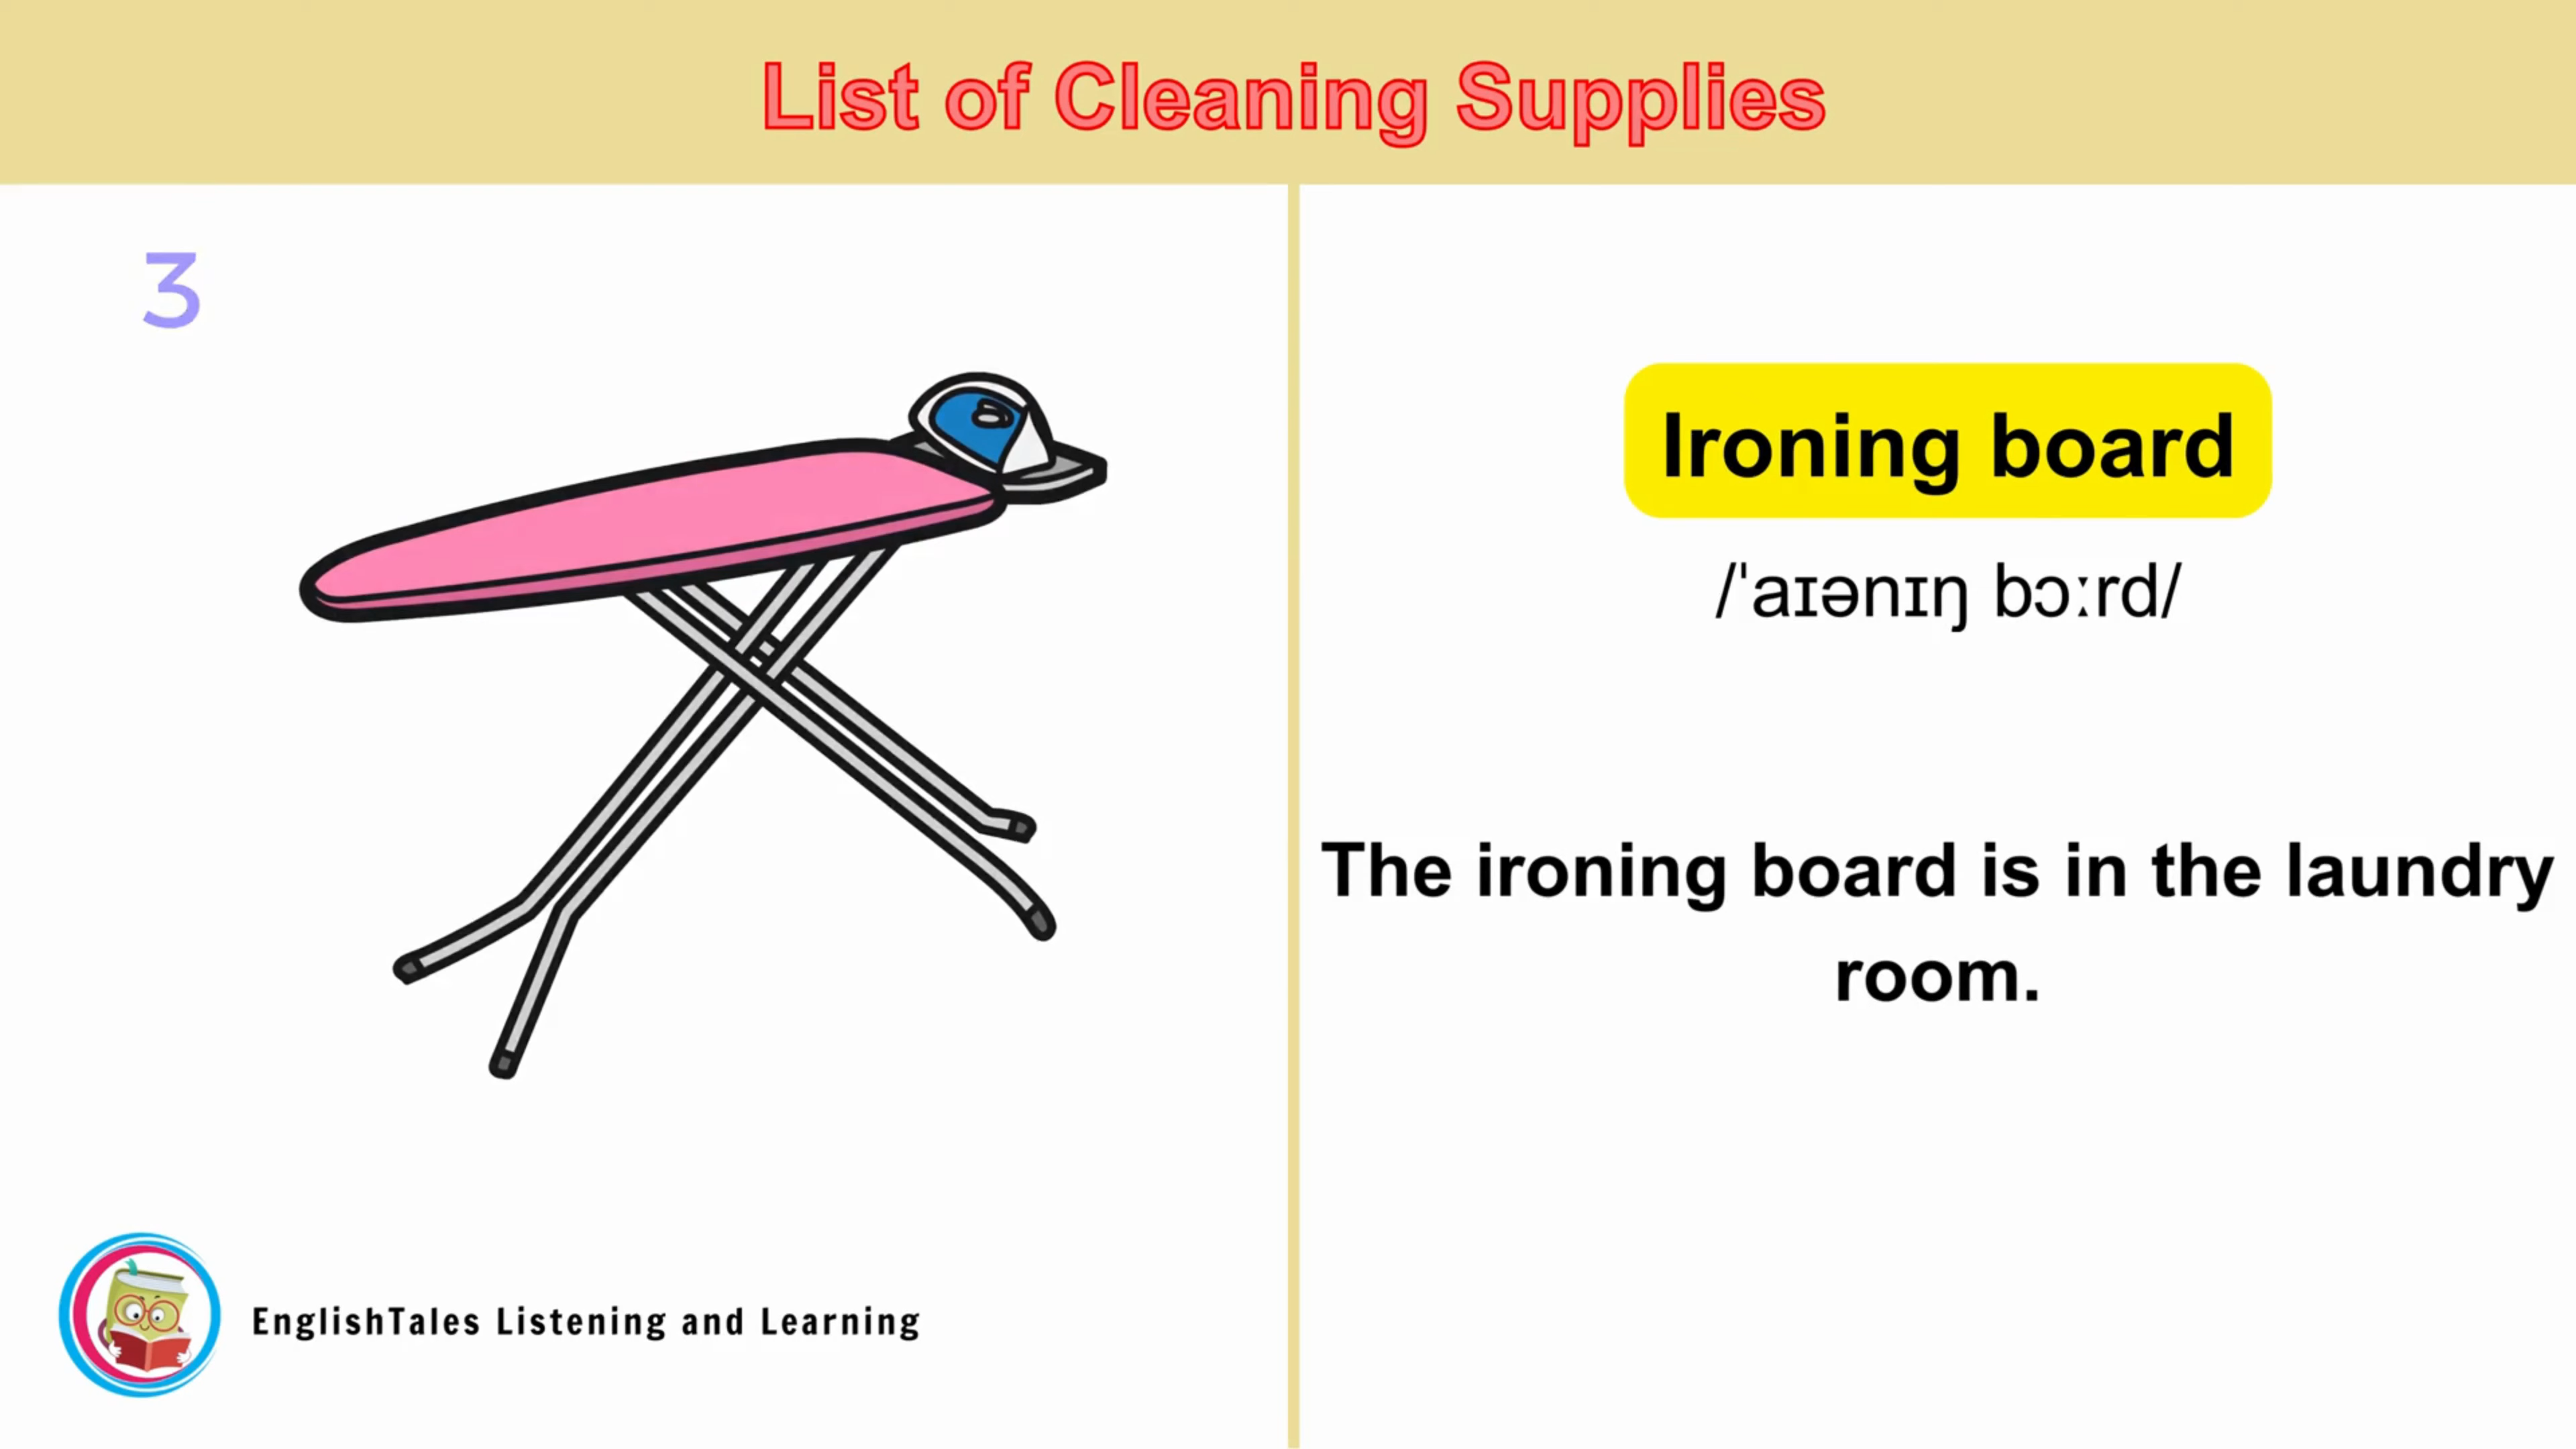 List of Cleaning Supplies
3
Ironing board
/ˈaɪənɪŋ bɔːrd/
The ironing board is in the laundry
room.
EnglishTales Listening and Learning